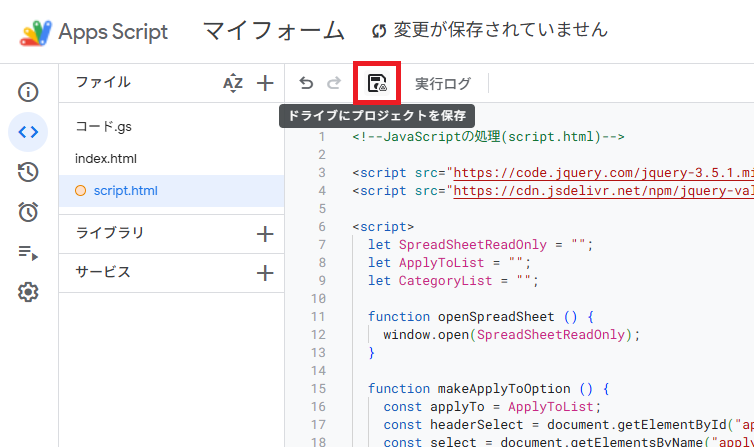 Apps Script マイフォーム 変更が保存されていません
ファイル AZ 実行ログ
ドライブにプロジェクトを保存
コード.gs
index.html
script.html
ライブラリ
サービス
1 <!--JavaScriptの処理(script.html)-->
2
3 <script src="https://code.jquery.com/jquery-3.5.1.mi
4 <script src="https://cdn.jsdelivr.net/npm/jquery-val
5
6 <script>
7 let SpreadSheetReadOnly = "";
8 let ApplyToList = "";
9 let CategoryList = "";
10
11 function openSpreadSheet () {
12 window.open(SpreadSheetReadOnly);
13 }
14
15 function makeApplyToOption () {
16 const applyTo = ApplyToList;
17 const headerSelect = document.getElementById("ap
18 const select = document.getElementsByName("apply